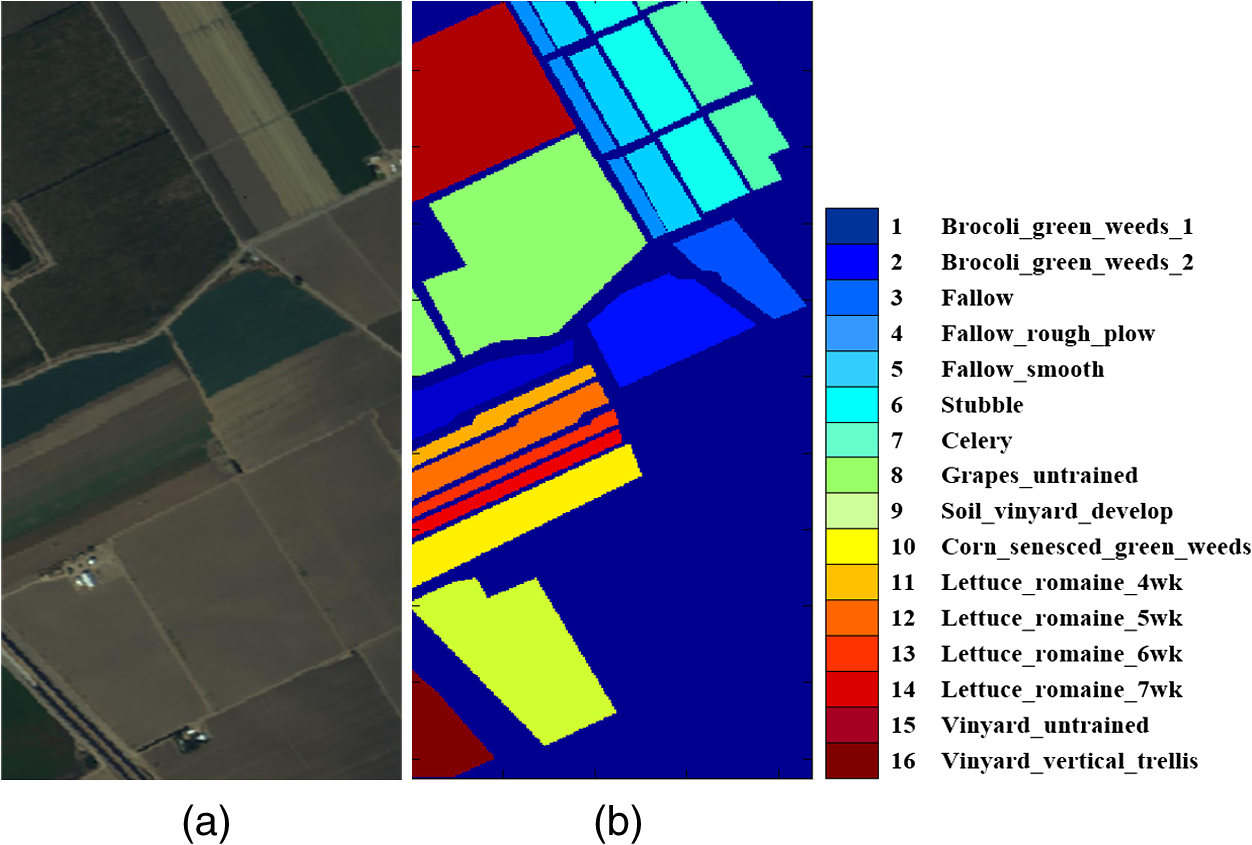 1 Brocoli_green_weeds_1
2 Brocoli_green_weeds_2
3 Fallow
4 Fallow_rough_plow
5 Fallow_smooth
6 Stubble
7 Celery
8 Grapes_untrained
9 Soil_vinyard_develop
10 Corn_senesced_green_weeds
11 Lettuce_romaine_4wk
12 Lettuce_romaine_5wk
13 Lettuce_romaine_6wk
14 Lettuce_romaine_7wk
15 Vinyard_untrained
16 Vinyard_vertical_trellis
(a) (b)